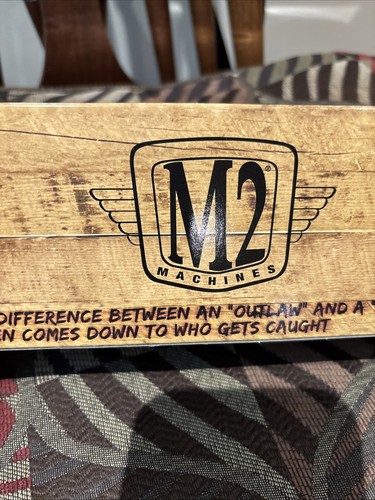 M2®
MACHINES
DIFFERENCE BETWEEN AN "OUTLAW" AND A "
EN COMES DOWN TO WHO GETS CAUGHT